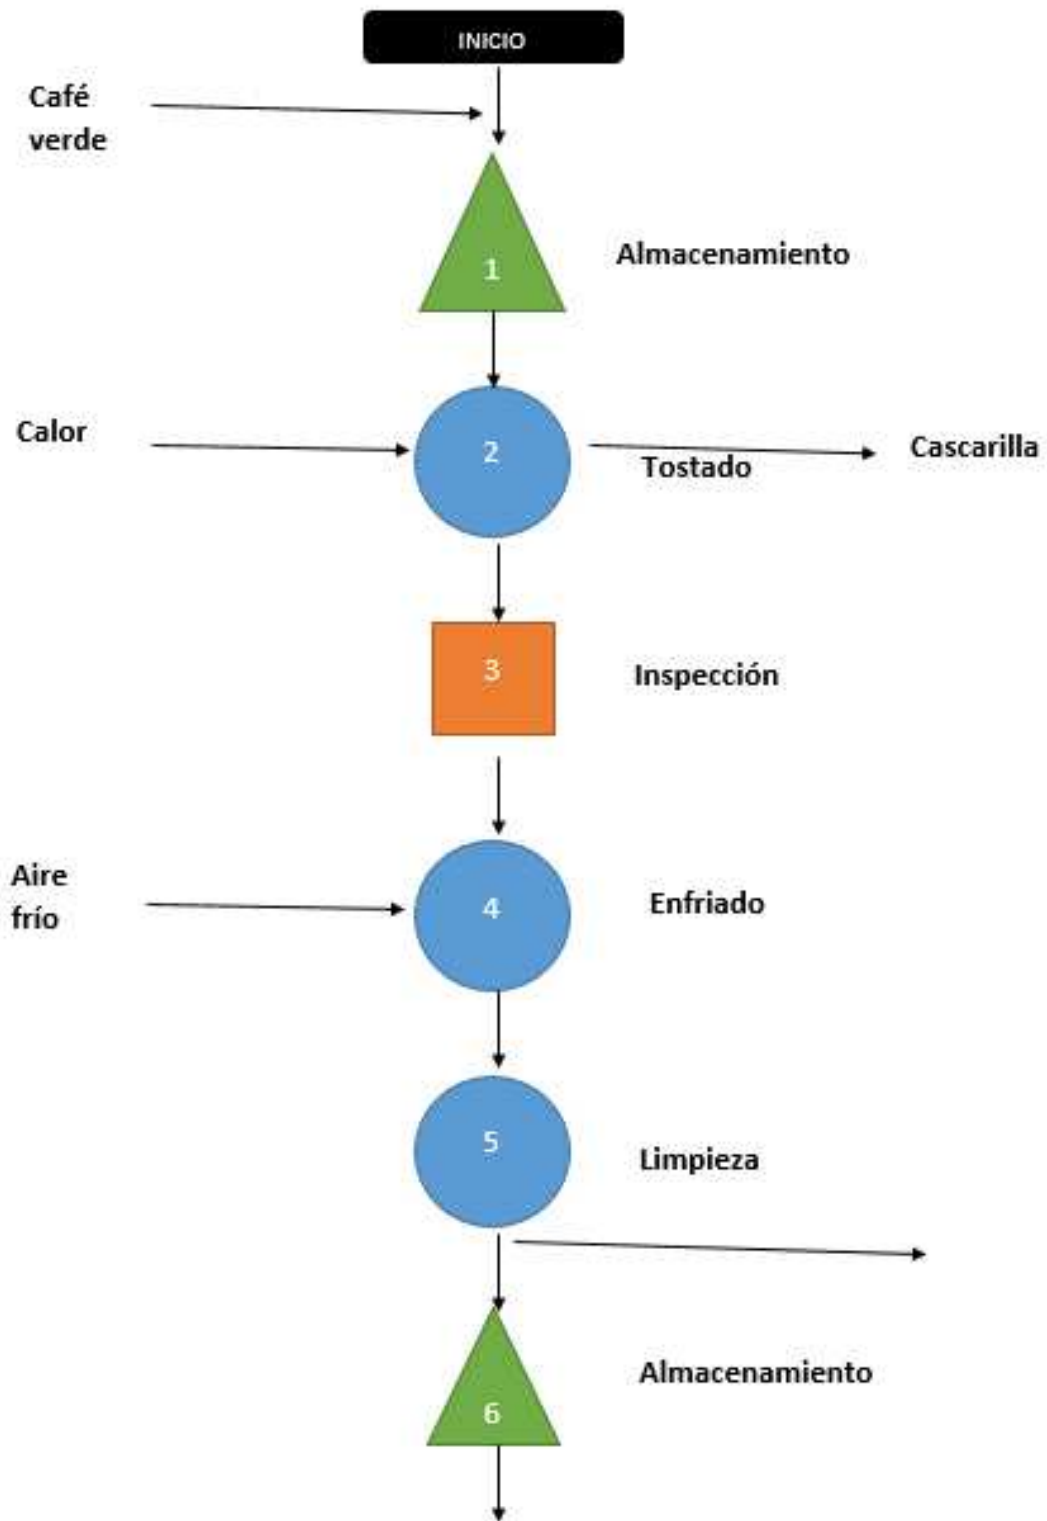 INICIO
Café
verde
1
Almacenamiento
Calor
2
Tostado
Cascarilla
3
Inspección
Aire
frío
4
Enfriado
5
Limpieza
6
Almacenamiento